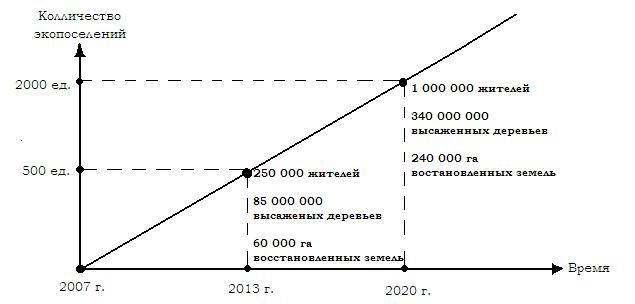 Колличество
экопоселений
2000 ед.
1 000 000 жителей
340 000 000
высаженных деревьев
240 000 га
востановленных земель
500 ед.
250 000 жителей
85 000 000
высаженых деревьев
60 000 га
восстановленных земель
Время
2007 г.
2013 г.
2020 г.